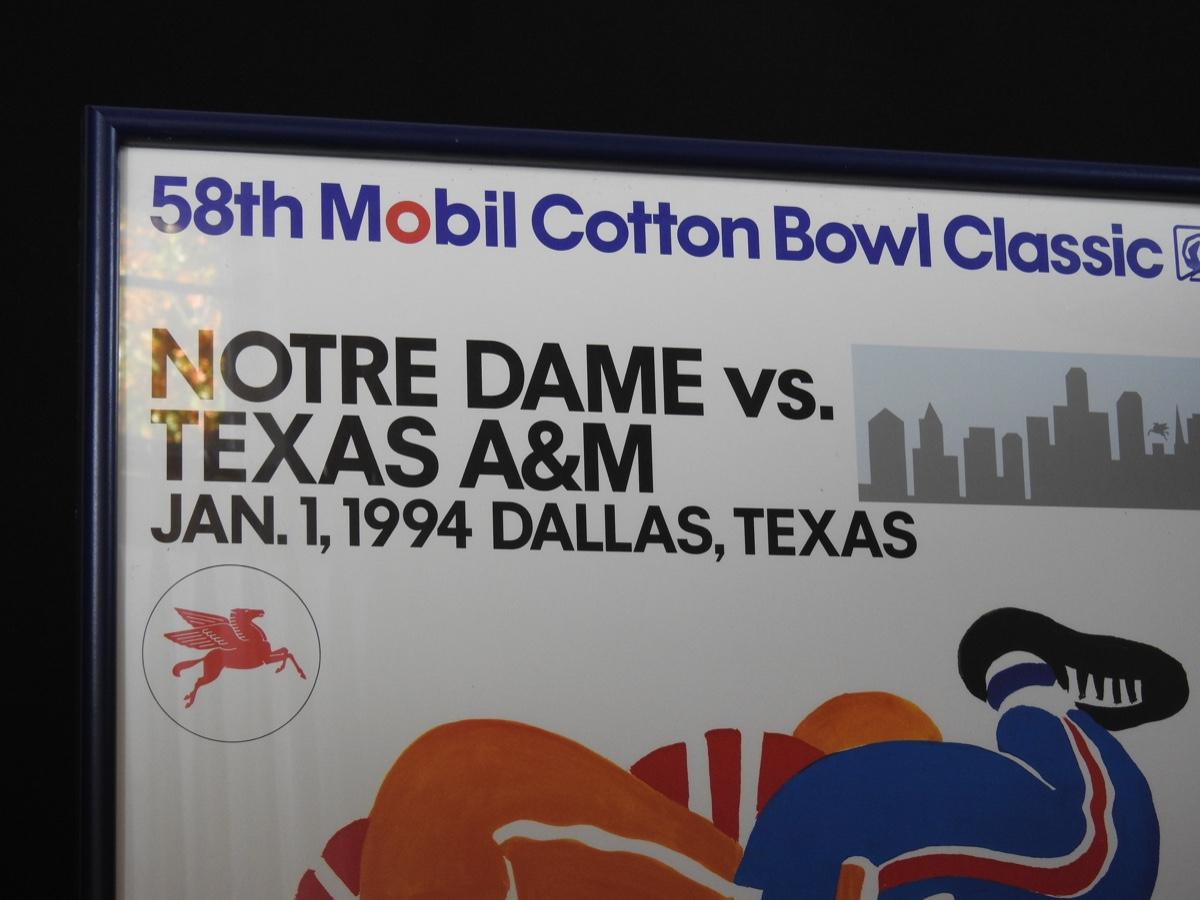 58th Mobil Cotton Bowl Classic
NOTRE DAME vs.
TEXAS A&M
JAN. 1, 1994 DALLAS, TEXAS